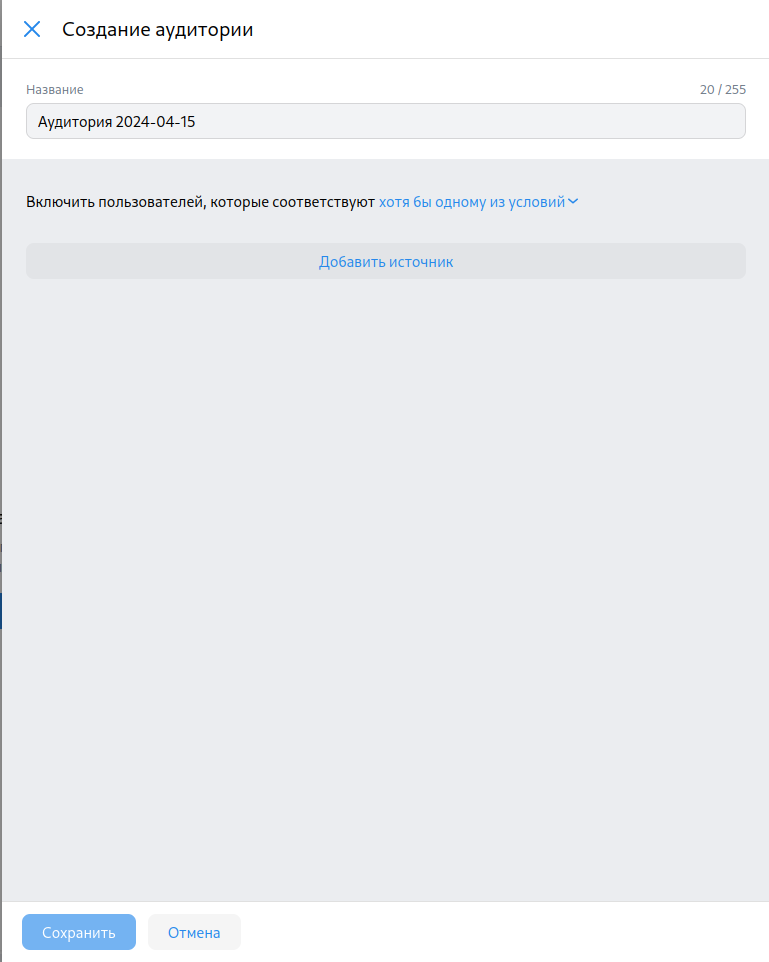 Создание аудитории
Название 20 / 255
Аудитория 2024-04-15
Включить пользователей, которые соответствуют хотя бы одному из условий
Добавить источник
Сохранить Отмена